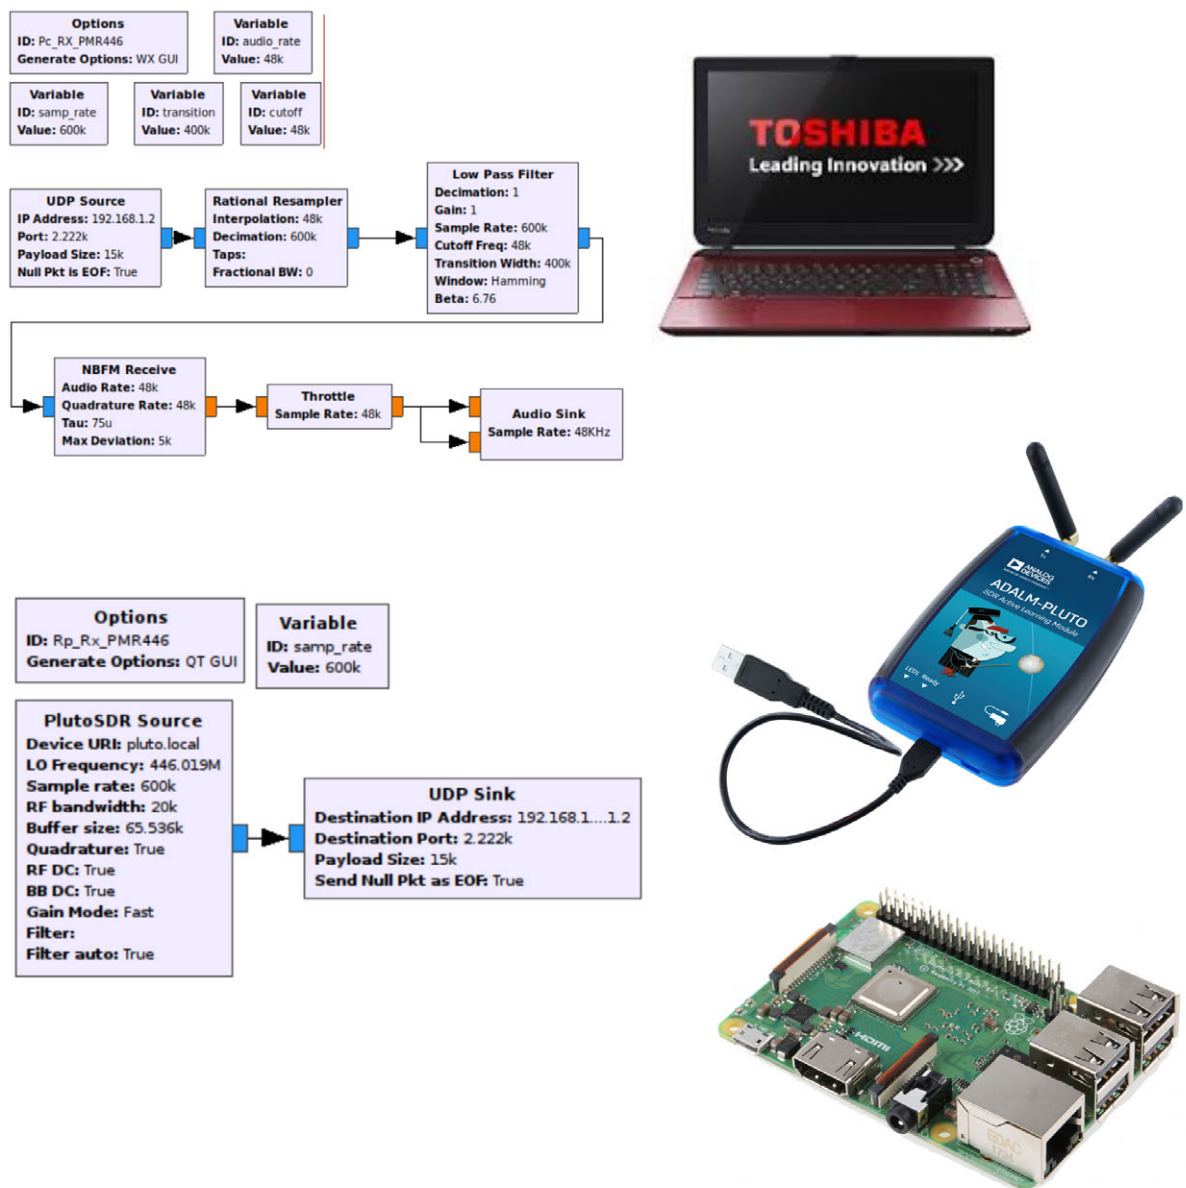 Options
ID: Pc_RX_PMR446
Generate Options: WX GUI
Variable
ID: audio_rate
Value: 48k
Variable
ID: samp_rate
Value: 600k
Variable
ID: transition
Value: 400k
Variable
ID: cutoff
Value: 48k
UDP Source
IP Address: 192.168.1.2
Port: 2.222k
Payload Size: 15k
Null Pkt is EOF: True
Rational Resampler
Interpolation: 48k
Decimation: 600k
Taps:
Fractional BW: 0
Low Pass Filter
Decimation: 1
Gain: 1
Sample Rate: 600k
Cutoff Freq: 48k
Transition Width: 400k
Window: Hamming
Beta: 6.76
NBFM Receive
Audio Rate: 48k
Quadrature Rate: 48k
Tau: 75u
Max Deviation: 5k
Throttle
Sample Rate: 48k
Audio Sink
Sample Rate: 48KHz
TOSHIBA
Leading Innovation >>>
Options
ID: Rp_Rx_PMR446
Generate Options: QT GUI
Variable
ID: samp_rate
Value: 600k
PlutoSDR Source
Device URI: pluto.local
LO Frequency: 446.019M
Sample rate: 600k
RF bandwidth: 20k
Buffer size: 65.536k
Quadrature: True
RF DC: True
BB DC: True
Gain Mode: Fast
Filter:
Filter auto: True
UDP Sink
Destination IP Address: 192.168.1....1.2
Destination Port: 2.222k
Payload Size: 15k
Send Null Pkt as EOF: True
Tx
Rx
ANALOG
DEVICES
ADALM-PLUTO
SDR Active Learning Module
LED1 Ready
HDMI
EDAC
1734